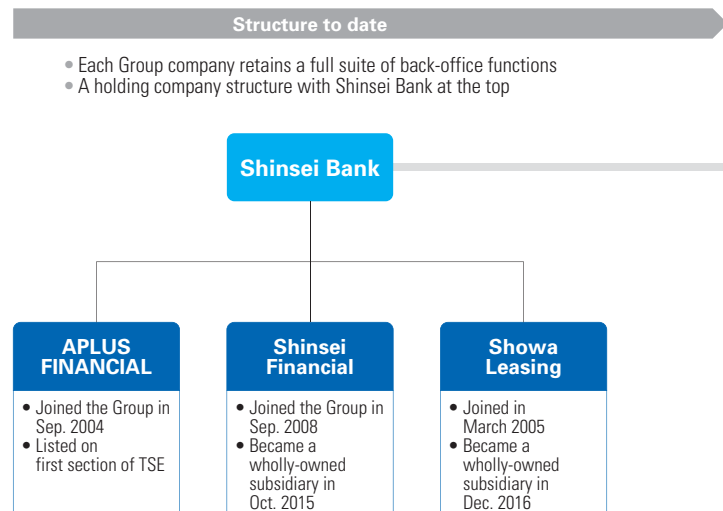 Structure to date
• Each Group company retains a full suite of back-office functions
• A holding company structure with Shinsei Bank at the top
Shinsei Bank
APLUS
FINANCIAL
• Joined the Group in
Sep. 2004
• Listed on
first section of TSE
Shinsei
Financial
• Joined the Group in
Sep. 2008
• Became a
wholly-owned
subsidiary in
Oct. 2015
Showa
Leasing
• Joined in
March 2005
• Became a
wholly-owned
subsidiary in
Dec. 2016